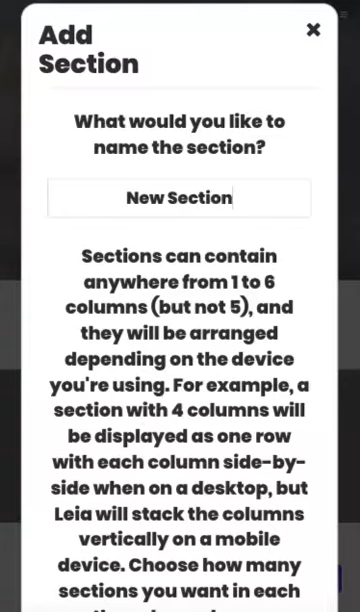 Add
Section
What would you like to
name the section?
New Section
Sections can contain
anywhere from 1 to 6
columns (but not 5), and
they will be arranged
depending on the device
you're using. For example, a
section with 4 columns will
be displayed as one row
with each column side-by-
side when on a desktop, but
Leia will stack the columns
vertically on a mobile
device. Choose how many
sections you want in each